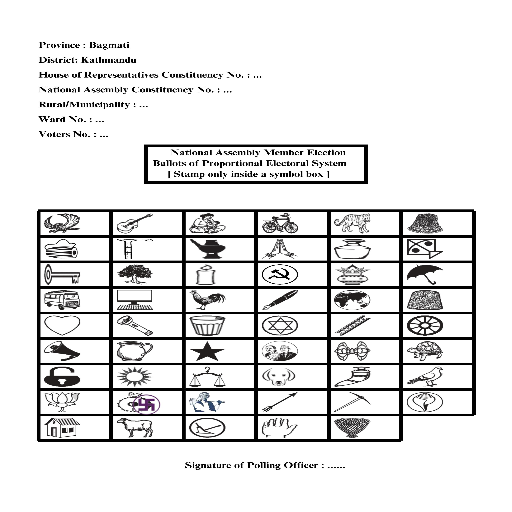 Province : Bagmati
District: Kathmandu
House of Representatives Constituency No. : ...
National Assembly Constituency No. : ...
Rural/Municipality : ...
Ward No. : ...
Voters No. : ...
National Assembly Member Election
Ballots of Proportional Electoral System
[ Stamp only inside a symbol box ]
Signature of Polling Officer : ......